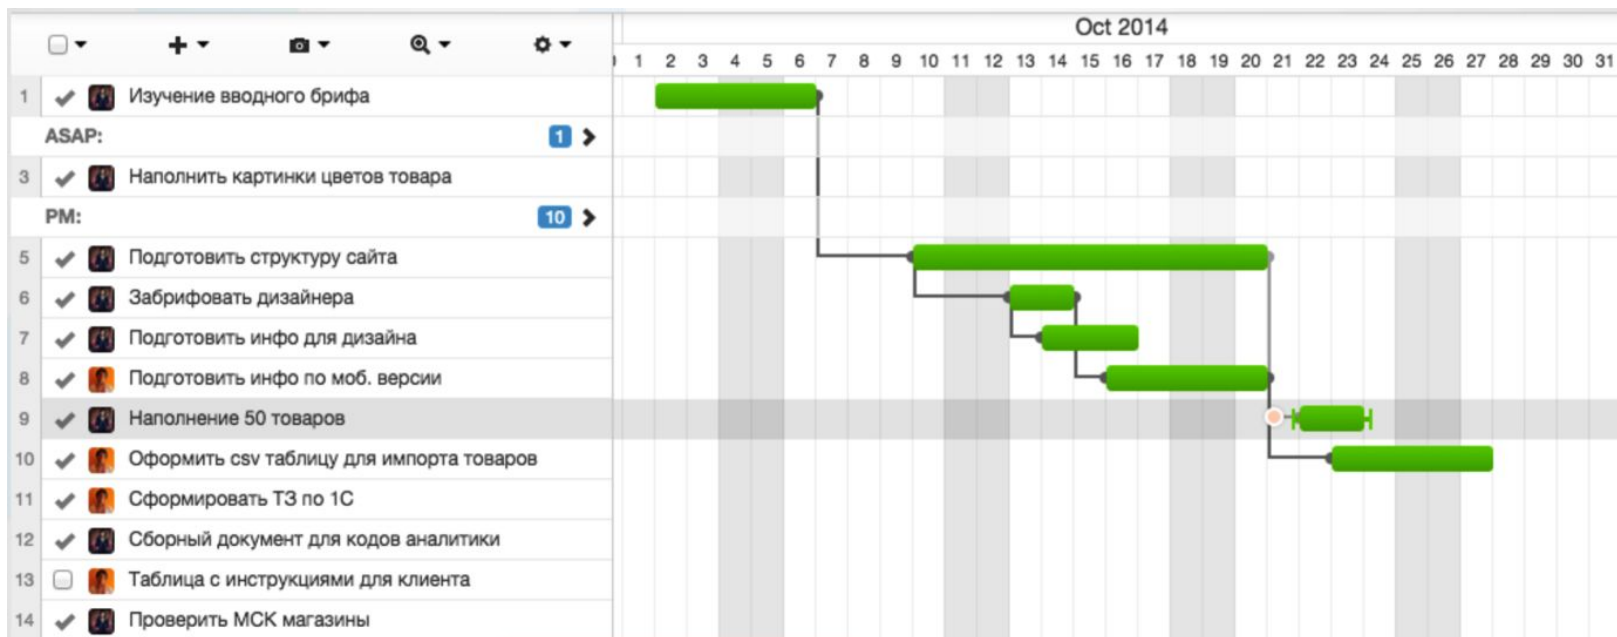 Oct 2014
1 2 3 4 5 6 7 8 9 10 11 12 13 14 15 16 17 18 19 20 21 22 23 24 25 26 27 28 29 30 31
1 Изучение вводного брифа
ASAP: 1
3 Наполнить картинки цветов товара
PM: 10
5 Подготовить структуру сайта
6 Забрифовать дизайнера
7 Подготовить инфо для дизайна
8 Подготовить инфо по моб. версии
9 Наполнение 50 товаров
10 Оформить csv таблицу для импорта товаров
11 Сформировать ТЗ по 1С
12 Сборный документ для кодов аналитики
13 Таблица с инструкциями для клиента
14 Проверить МСК магазины